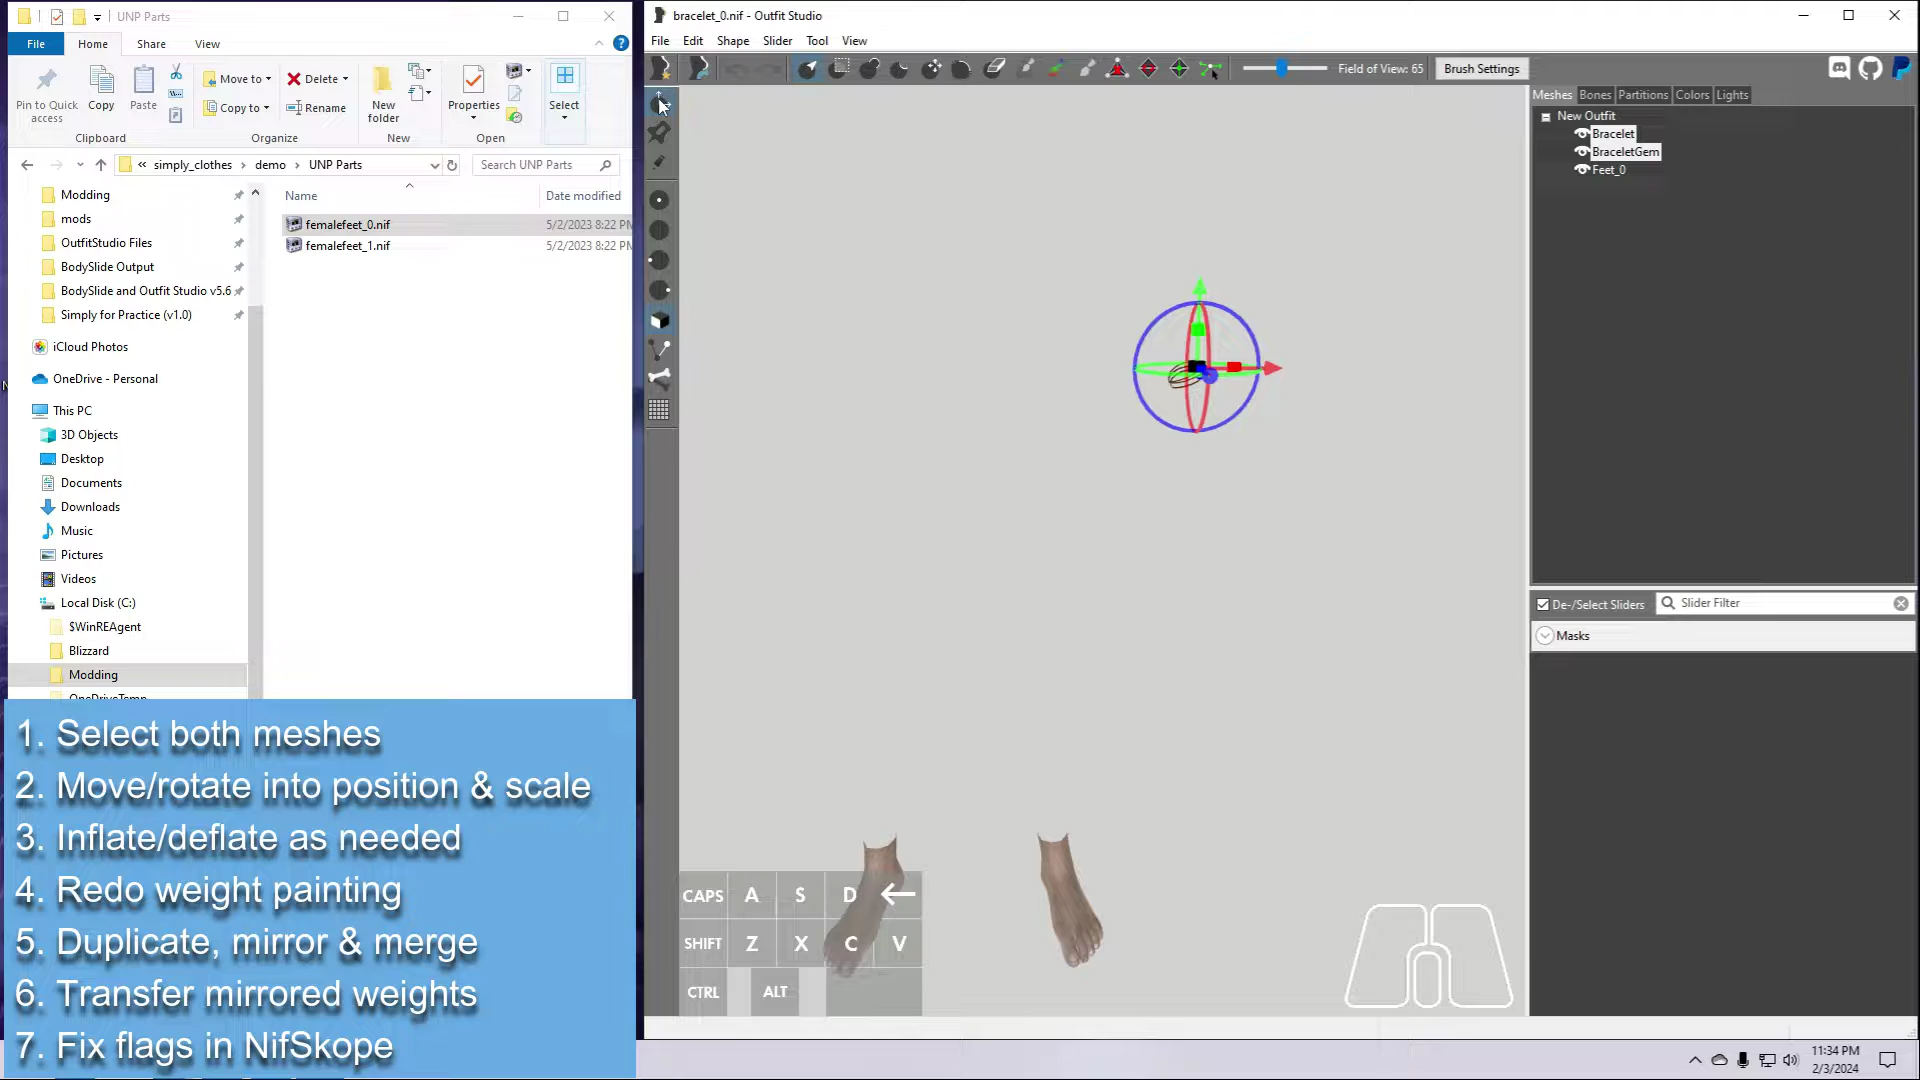 UNP Parts
File
Home
Share
View
Pin to Quick access
Copy
Paste
Move to
Copy to
Delete
Rename
New folder
Properties
Select
Clipboard
Organize
New
Open
« simply_clothes > demo > UNP Parts
Search UNP Parts
Name
Date modified
femalefeet_0.nif
5/2/2023 8:22 PM
femalefeet_1.nif
5/2/2023 8:22 PM
Modding
mods
OutfitStudio Files
BodySlide Output
BodySlide and Outfit Studio v5.6
Simply for Practice (v1.0)
iCloud Photos
OneDrive - Personal
This PC
3D Objects
Desktop
Documents
Downloads
Music
Pictures
Videos
Local Disk (C:)
$WinREAgent
Blizzard
Modding
OneDriveTemp
1. Select both meshes
2. Move/rotate into position & scale
3. Inflate/deflate as needed
4. Redo weight painting
5. Duplicate, mirror & merge
6. Transfer mirrored weights
7. Fix flags in NifSkope
bracelet_0.nif - Outfit Studio
File Edit Shape Slider Tool View
Field of View: 65
Brush Settings
Meshes Bones Partitions Colors Lights
New Outfit
Bracelet
BraceletGem
Feet_0
De-/Select Sliders
Slider Filter
Masks
CAPS A S D
SHIFT Z X C V
CTRL ALT
11:34 PM
2/3/2024